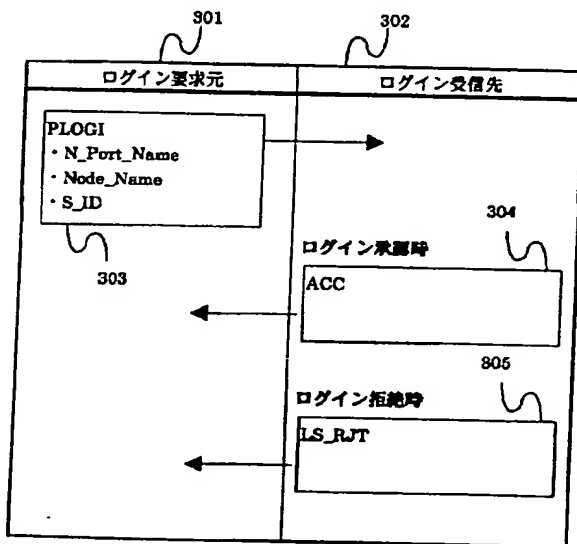 301
302
ログイン要求元
ログイン受信先
PLOGI
・N_Port_Name
・Node_Name
・S_ID
303
304
ログイン承認時
ACC
305
ログイン拒絶時
LS_RJT